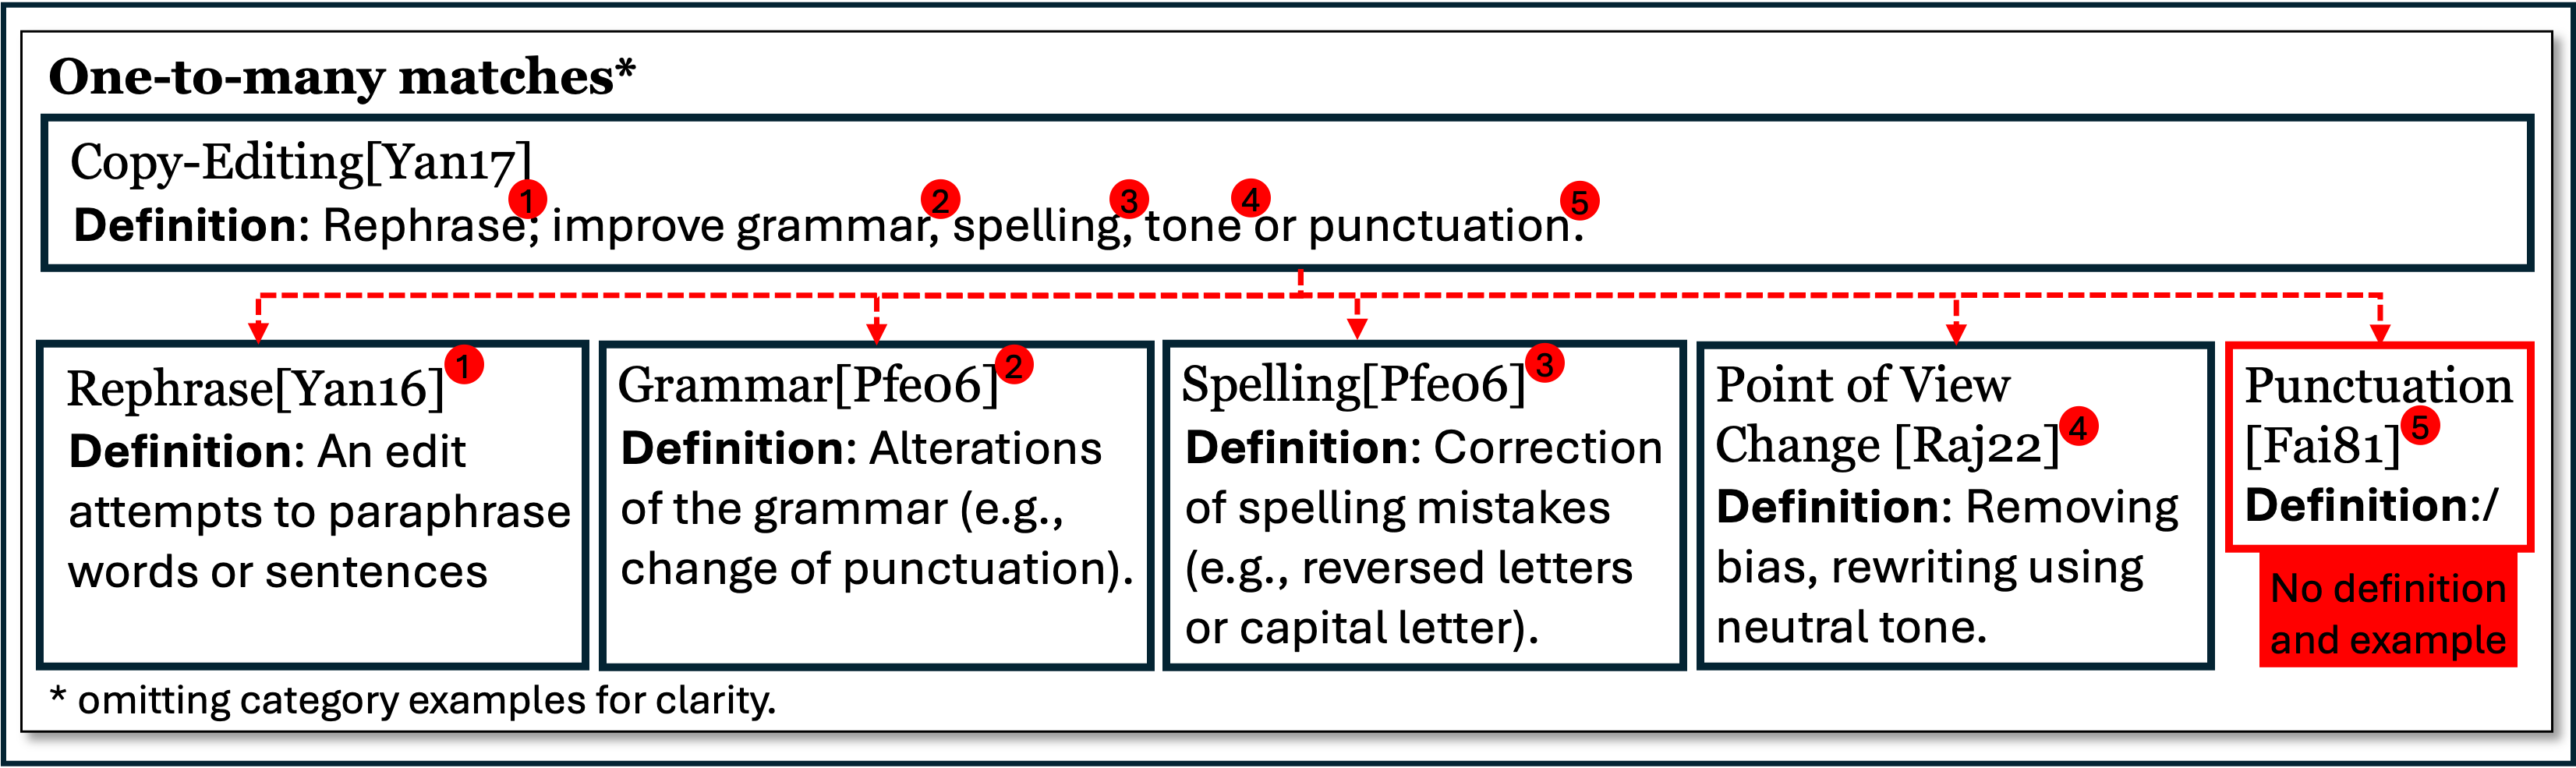 One-to-many matches*
Copy-Editing[Yan17]
1 2 3 4 5
Definition: Rephrase; improve grammar, spelling, tone or punctuation.
Rephrase[Yan16] 1
Definition: An edit
attempts to paraphrase
words or sentences
Grammar[Pfe06] 2
Definition: Alterations
of the grammar (e.g.,
change of punctuation).
Spelling[Pfe06] 3
Definition: Correction
of spelling mistakes
(e.g., reversed letters
or capital letter).
Point of View
Change [Raj22] 4
Definition: Removing
bias, rewriting using
neutral tone.
Punctuation
[Fai81] 5
Definition:/
No definition
and example
* omitting category examples for clarity.